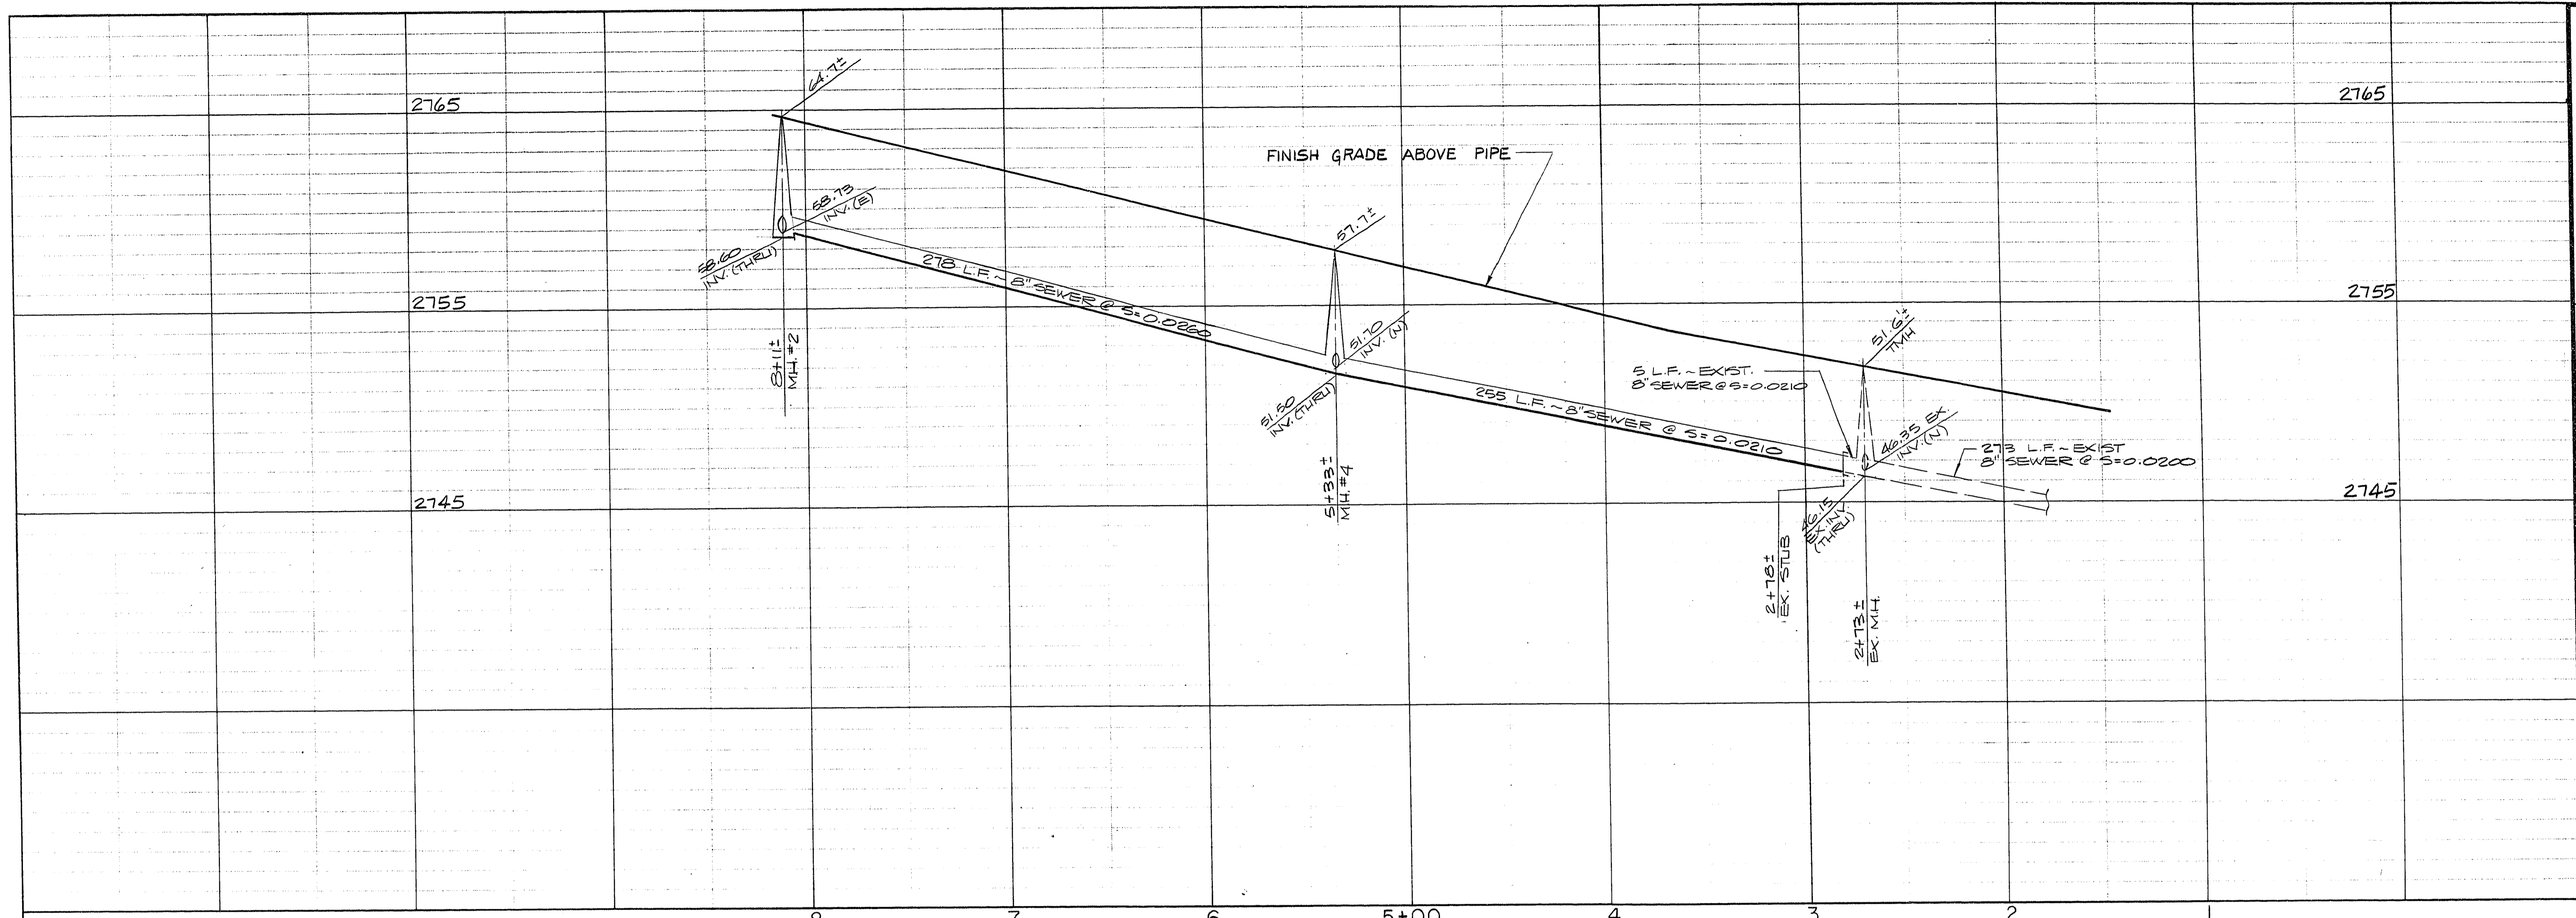 64.7±
2765
2765
FINISH GRADE ABOVE PIPE
58.73
INV. (E)
57.7±
58.60
INV. (THRU)
278 L.F. ~ 8" SEWER @ S=0.0260
2755
2755
51.70
INV. (N)
51.6±
TMH
8+11±
MH. #2
5 L.F. ~ EXIST.
8" SEWER @ S=0.0210
51.50
INV. (THRU)
255 L.F. ~ 8" SEWER @ S=0.0210
46.35 EX.
INV. (N)
273 L.F. ~ EXIST
8" SEWER @ S=0.0200
5+33±
M.H. #4
2745
2745
46.15
EX. INV.
(THRU)
2+78±
EX. STUB
2+73±
EX. M.H.
8 7 6 5+00 4 3 2 1